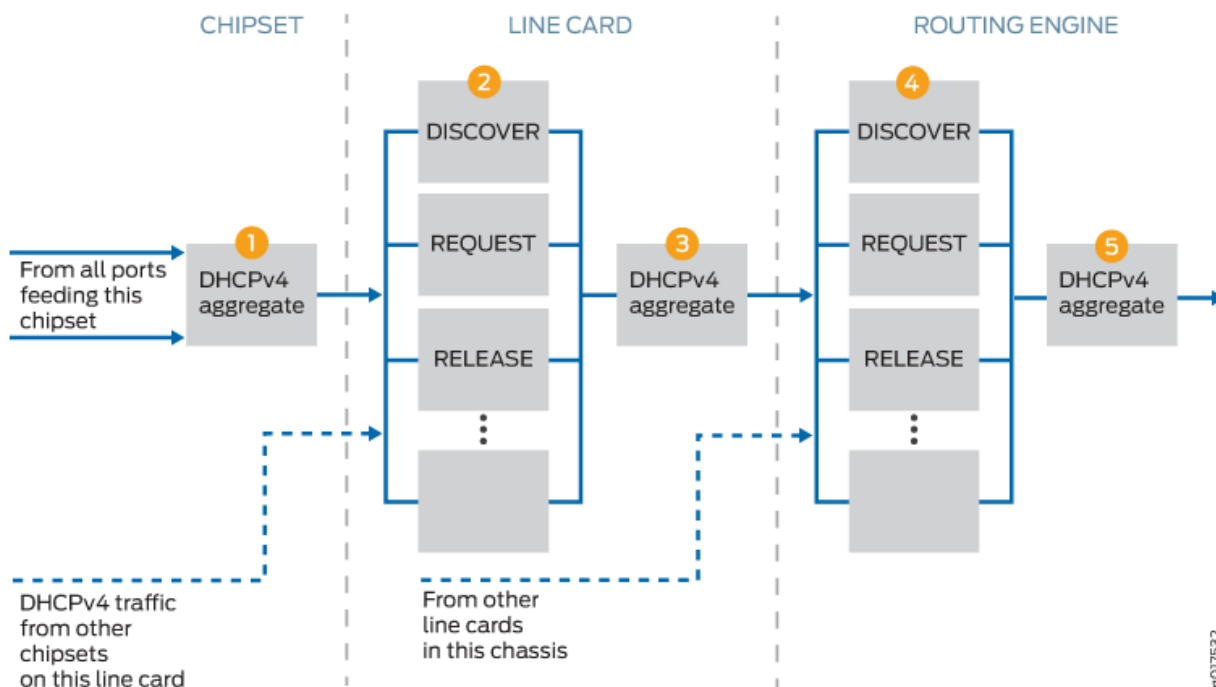 CHIPSET
LINE CARD
ROUTING ENGINE
1
From all ports
feeding this
chipset
DHCPv4
aggregate
DHCPv4 traffic
from other
chipsets
on this line card
2
DISCOVER
REQUEST
RELEASE
3
DHCPv4
aggregate
From other
line cards
in this chassis
4
DISCOVER
REQUEST
RELEASE
5
DHCPv4
aggregate
g017532